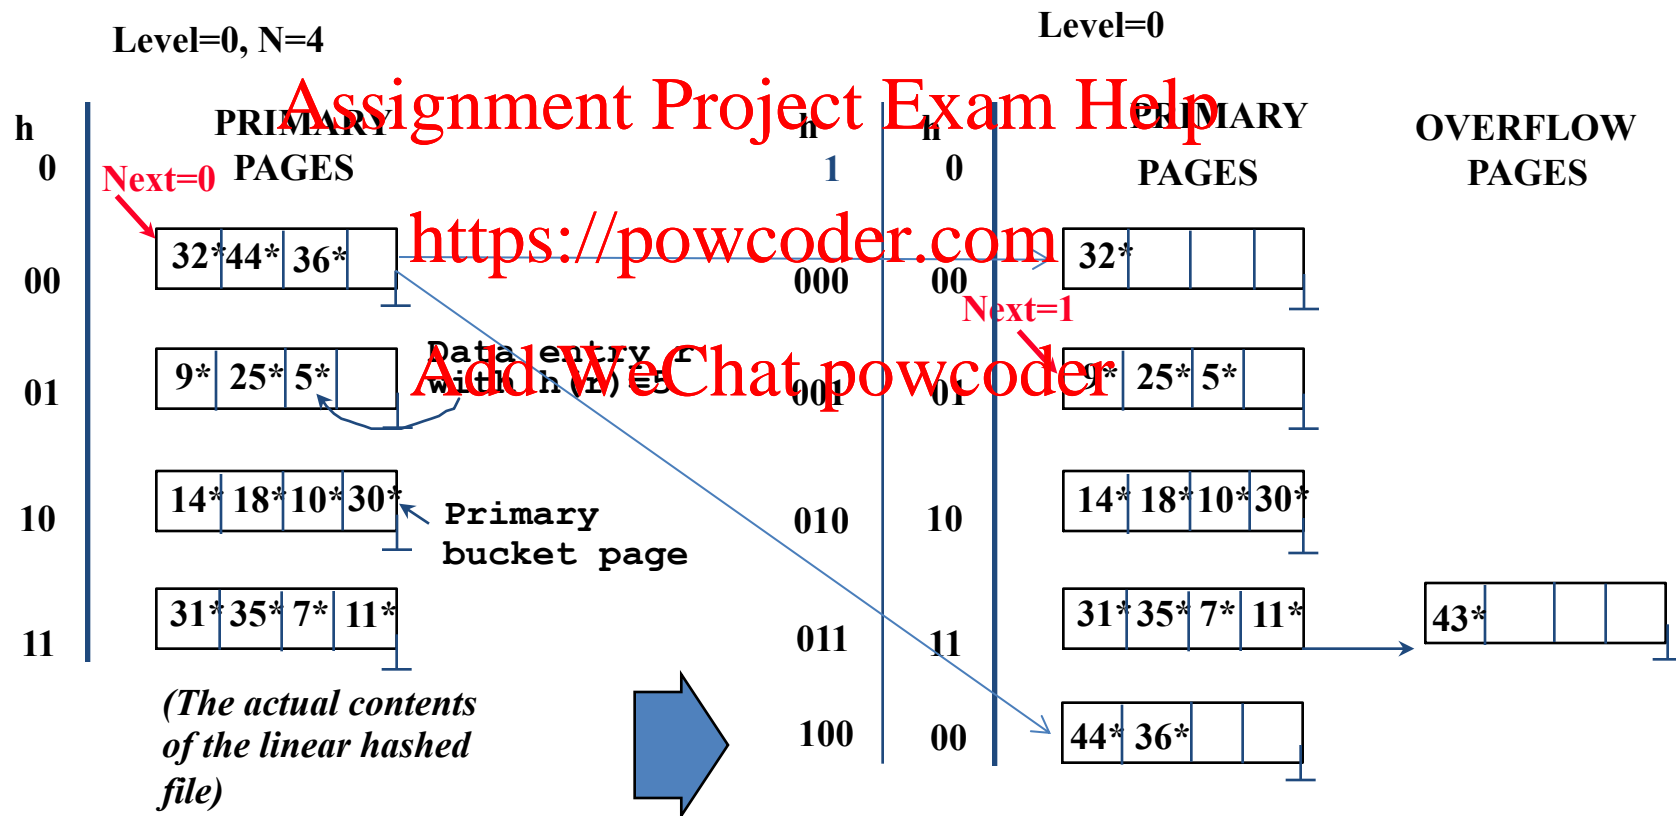 Level=0, N=4
Level=0
Assignment Project Exam Help
h
0
PRIMARY
PAGES
Next=0
h
1
h
0
PRIMARY
PAGES
OVERFLOW
PAGES
https://powcoder.com
00
32* 44* 36*
000
00
32*
Next=1
Data entry r
with h(r)=5
Add WeChat powcoder
01
9* 25* 5*
001
01
9* 25* 5*
10
14* 18* 10* 30*
Primary
bucket page
010
10
14* 18* 10* 30*
11
31* 35* 7* 11*
011
11
31* 35* 7* 11*
43*
(The actual contents
of the linear hashed
file)
100
00
44* 36*